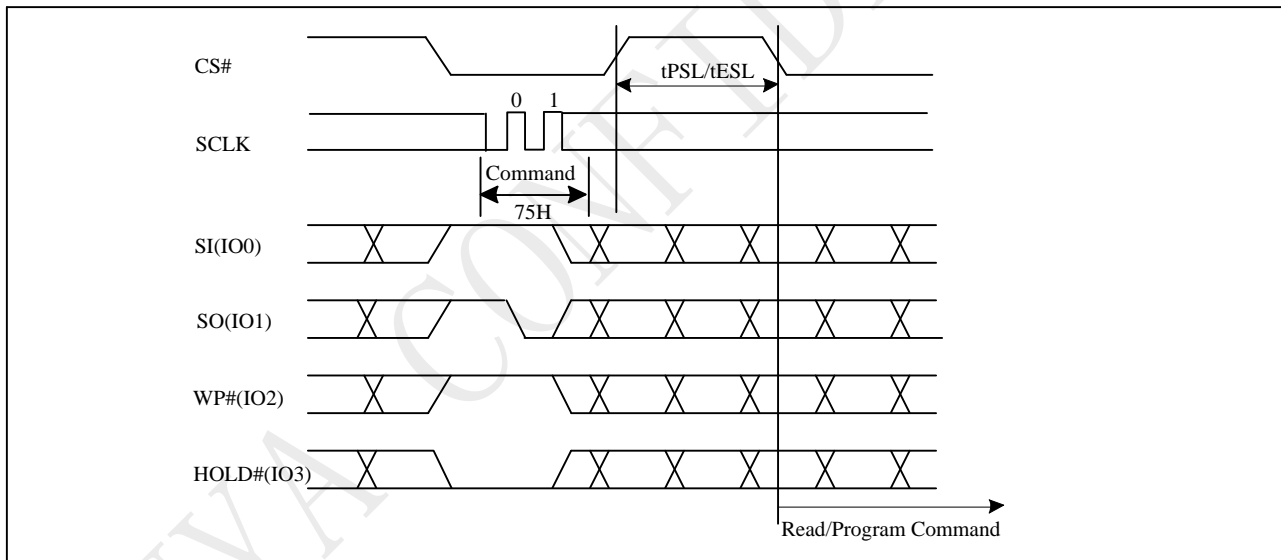 CS#
tPSL/tESL
0 1
SCLK
Command
75H
SI(IO0)
SO(IO1)
WP#(IO2)
HOLD#(IO3)
Read/Program Command